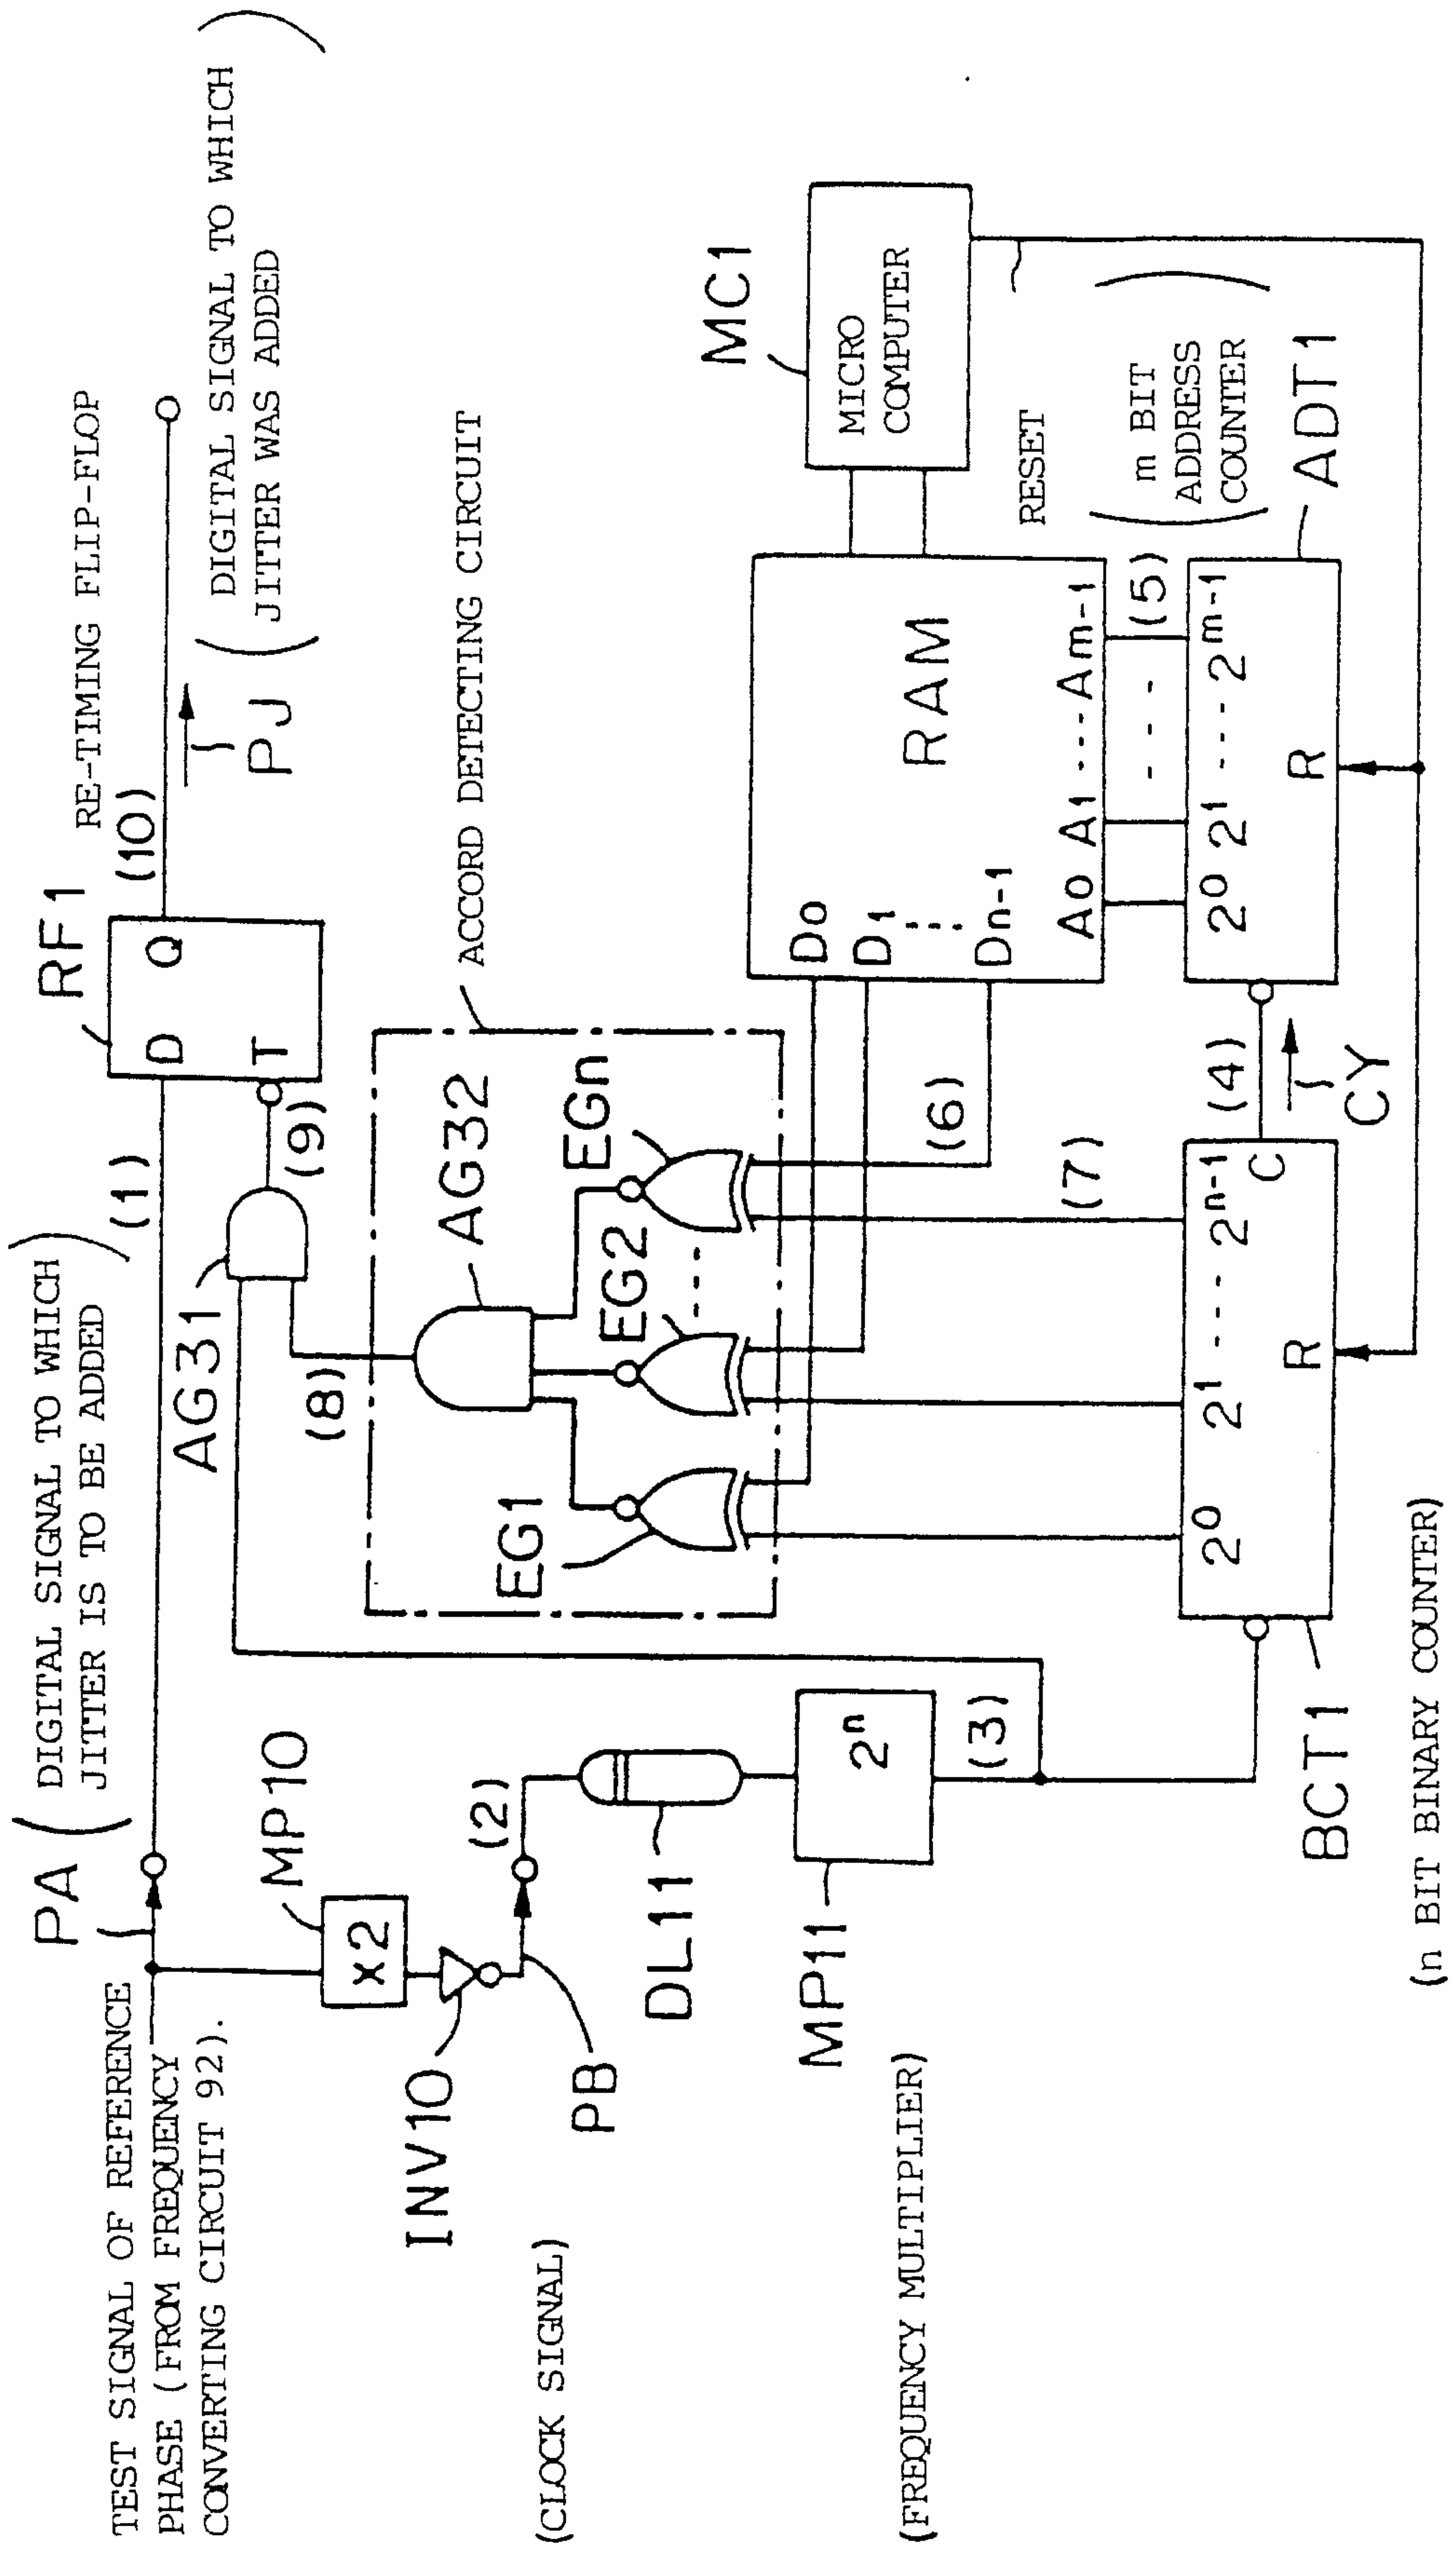 TEST SIGNAL OF REFERENCE
PHASE (FROM FREQUENCY
CONVERTING CIRCUIT 92).
PA
(DIGITAL SIGNAL TO WHICH
JITTER IS TO BE ADDED)
(1)
RF1
D
Q
T
(10)
RE-TIMING FLIP-FLOP
PJ
(DIGITAL SIGNAL TO WHICH
JITTER WAS ADDED)
MP10
X2
INV10
AG31
(9)
(8)
(2)
PB
(CLOCK SIGNAL)
DL11
ACCORD DETECTING CIRCUIT
AG32
EG1
EG2
----
EGn
MP11
2n
(FREQUENCY MULTIPLIER)
(3)
(6)
(7)
D0
D1
Dn-1
RAM
A0 A1 ---Am-1
MC1
MICRO
COMPUTER
RESET
(5)
(m BIT
ADDRESS
COUNTER)
ADT1
20 21 ----2m-1
R
(4)
CY
BCT1
20 21 ----2n-1
C
R
(n BIT BINARY COUNTER)